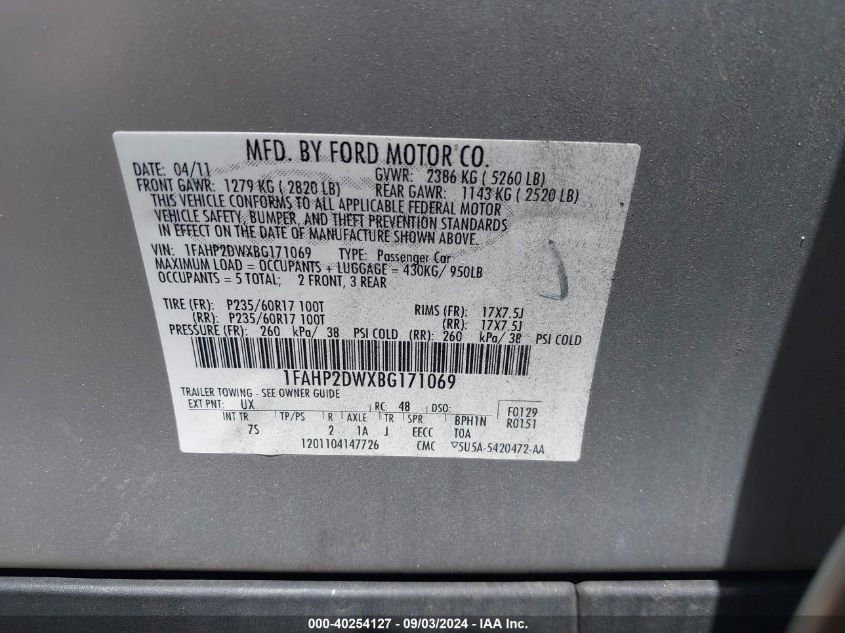 MFD. BY FORD MOTOR CO.
DATE: 04/11 GVWR: 2386 KG ( 5260 LB)
FRONT GAWR: 1279 KG ( 2820 LB) REAR GAWR: 1143 KG ( 2520 LB)
THIS VEHICLE CONFORMS TO ALL APPLICABLE FEDERAL MOTOR
VEHICLE SAFETY, BUMPER, AND THEFT PREVENTION STANDARDS
IN EFFECT ON THE DATE OF MANUFACTURE SHOWN ABOVE.
VIN: 1FAHP2DWXBG171069 TYPE: Passenger Car
MAXIMUM LOAD = OCCUPANTS + LUGGAGE = 430KG/ 950LB
OCCUPANTS = 5 TOTAL; 2 FRONT, 3 REAR
TIRE (FR): P235/60R17 100T RIMS (FR): 17X7.5J
(RR): P235/60R17 100T (RR): 17X7.5J
PRESSURE (FR): 260 kPa/ 38 PSI COLD (RR): 260 kPa/ 38 PSI COLD
1FAHP2DWXBG171069
TRAILER TOWING - SEE OWNER GUIDE
EXT PNT: UX RC: 48 DSO: F0129
INT TR TP/PS R AXLE TR SPR BPH1N R0151
7S 2 1A J EECC TOA
1201104147726 CMC ▽5U5A-5420472-AA
000-40254127 - 09/03/2024 - IAA Inc.